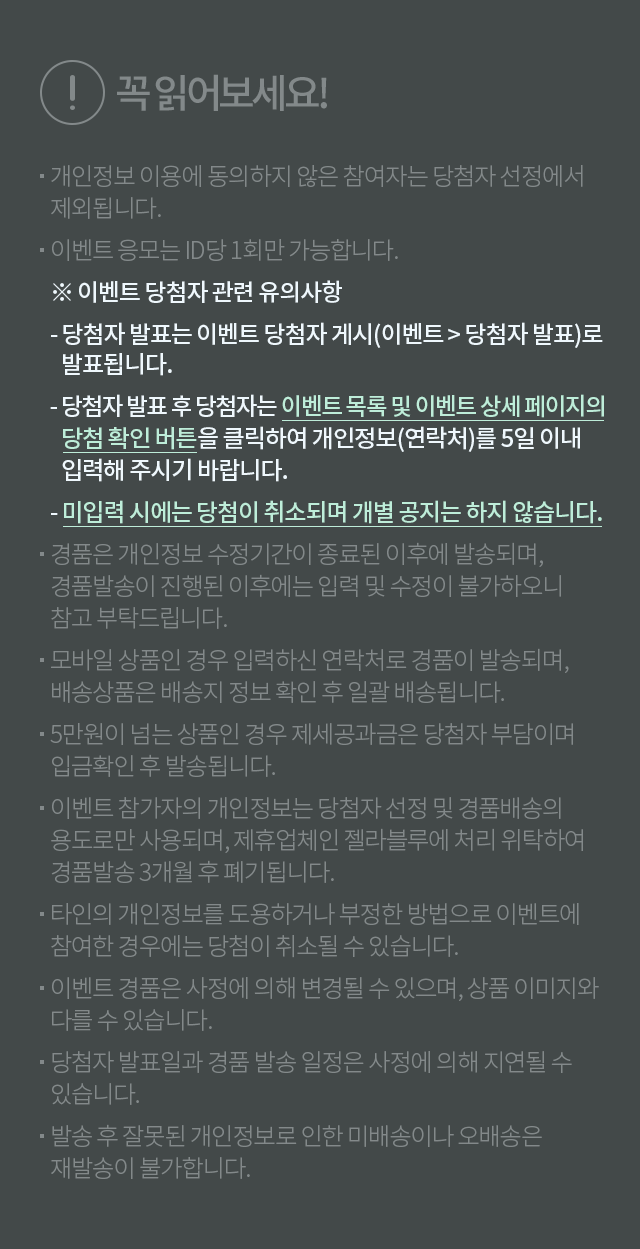 ! 꼭 읽어보세요!
· 개인정보 이용에 동의하지 않은 참여자는 당첨자 선정에서
제외됩니다.
· 이벤트 응모는 ID당 1회만 가능합니다.
※ 이벤트 당첨자 관련 유의사항
- 당첨자 발표는 이벤트 당첨자 게시(이벤트 > 당첨자 발표)로
발표됩니다.
- 당첨자 발표 후 당첨자는 이벤트 목록 및 이벤트 상세 페이지의
당첨 확인 버튼을 클릭하여 개인정보(연락처)를 5일 이내
입력해 주시기 바랍니다.
- 미입력 시에는 당첨이 취소되며 개별 공지는 하지 않습니다.
· 경품은 개인정보 수정기간이 종료된 이후에 발송되며,
경품발송이 진행된 이후에는 입력 및 수정이 불가하오니
참고 부탁드립니다.
· 모바일 상품인 경우 입력하신 연락처로 경품이 발송되며,
배송상품은 배송지 정보 확인 후 일괄 배송됩니다.
· 5만원이 넘는 상품인 경우 제세공과금은 당첨자 부담이며
입금확인 후 발송됩니다.
· 이벤트 참가자의 개인정보는 당첨자 선정 및 경품배송의
용도로만 사용되며, 제휴업체인 젤라블루에 처리 위탁하여
경품발송 3개월 후 폐기됩니다.
· 타인의 개인정보를 도용하거나 부정한 방법으로 이벤트에
참여한 경우에는 당첨이 취소될 수 있습니다.
· 이벤트 경품은 사정에 의해 변경될 수 있으며, 상품 이미지와
다를 수 있습니다.
· 당첨자 발표일과 경품 발송 일정은 사정에 의해 지연될 수
있습니다.
· 발송 후 잘못된 개인정보로 인한 미배송이나 오배송은
재발송이 불가합니다.